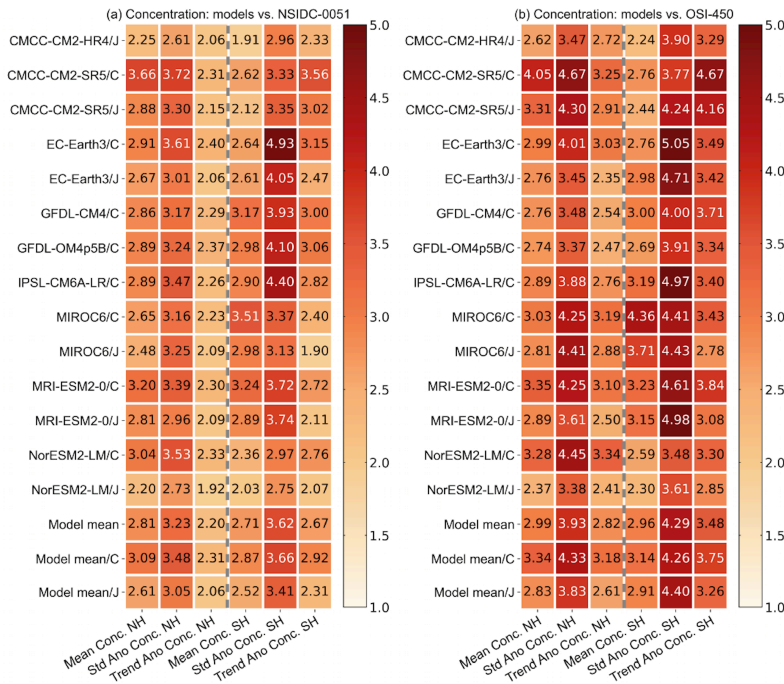 (a) Concentration: models vs. NSIDC-0051
CMCC-CM2-HR4/J 2.25 2.61 2.06 1.91 2.96 2.33
CMCC-CM2-SR5/C 3.66 3.72 2.31 2.62 3.33 3.56
CMCC-CM2-SR5/J 2.88 3.30 2.15 2.12 3.35 3.02
EC-Earth3/C 2.91 3.61 2.40 2.64 4.93 3.15
EC-Earth3/J 2.67 3.01 2.06 2.61 4.05 2.47
GFDL-CM4/C 2.86 3.17 2.29 3.17 3.93 3.00
GFDL-OM4p5B/C 2.89 3.24 2.37 2.98 4.10 3.06
IPSL-CM6A-LR/C 2.89 3.47 2.26 2.90 4.40 2.82
MIROC6/C 2.65 3.16 2.23 3.51 3.37 2.40
MIROC6/J 2.48 3.25 2.09 2.98 3.13 1.90
MRI-ESM2-0/C 3.20 3.39 2.30 3.24 3.72 2.72
MRI-ESM2-0/J 2.81 2.96 2.09 2.89 3.74 2.11
NorESM2-LM/C 3.04 3.53 2.33 2.36 2.97 2.76
NorESM2-LM/J 2.20 2.73 1.92 2.03 2.75 2.07
Model mean 2.81 3.23 2.20 2.71 3.62 2.67
Model mean/C 3.09 3.48 2.31 2.87 3.66 2.92
Model mean/J 2.61 3.05 2.06 2.52 3.41 2.31
Mean Conc. NH
Std Ano Conc. NH
Trend Ano Conc. NH
Mean Conc. SH
Std Ano Conc. SH
Trend Ano Conc. SH
5.0
4.5
4.0
3.5
3.0
2.5
2.0
1.5
1.0
(b) Concentration: models vs. OSI-450
CMCC-CM2-HR4/J 2.62 3.47 2.72 2.24 3.90 3.29
CMCC-CM2-SR5/C 4.05 4.67 3.25 2.76 3.77 4.67
CMCC-CM2-SR5/J 3.31 4.30 2.91 2.44 4.24 4.16
EC-Earth3/C 2.99 4.01 3.03 2.76 5.05 3.49
EC-Earth3/J 2.76 3.45 2.35 2.98 4.71 3.42
GFDL-CM4/C 2.76 3.48 2.54 3.00 4.00 3.71
GFDL-OM4p5B/C 2.74 3.37 2.47 2.69 3.91 3.34
IPSL-CM6A-LR/C 2.89 3.88 2.76 3.19 4.97 3.40
MIROC6/C 3.03 4.25 3.19 4.36 4.41 3.43
MIROC6/J 2.81 4.41 2.88 3.71 4.43 2.78
MRI-ESM2-0/C 3.35 4.25 3.10 3.23 4.61 3.84
MRI-ESM2-0/J 2.89 3.61 2.50 3.15 4.98 3.08
NorESM2-LM/C 3.28 4.45 3.34 2.59 3.48 3.30
NorESM2-LM/J 2.37 3.38 2.41 2.30 3.61 2.85
Model mean 2.99 3.93 2.82 2.96 4.29 3.48
Model mean/C 3.34 4.33 3.18 3.14 4.26 3.75
Model mean/J 2.83 3.83 2.61 2.91 4.40 3.26
Mean Conc. NH
Std Ano Conc. NH
Trend Ano Conc. NH
Mean Conc. SH
Std Ano Conc. SH
Trend Ano Conc. SH
5.0
4.5
4.0
3.5
3.0
2.5
2.0
1.5
1.0